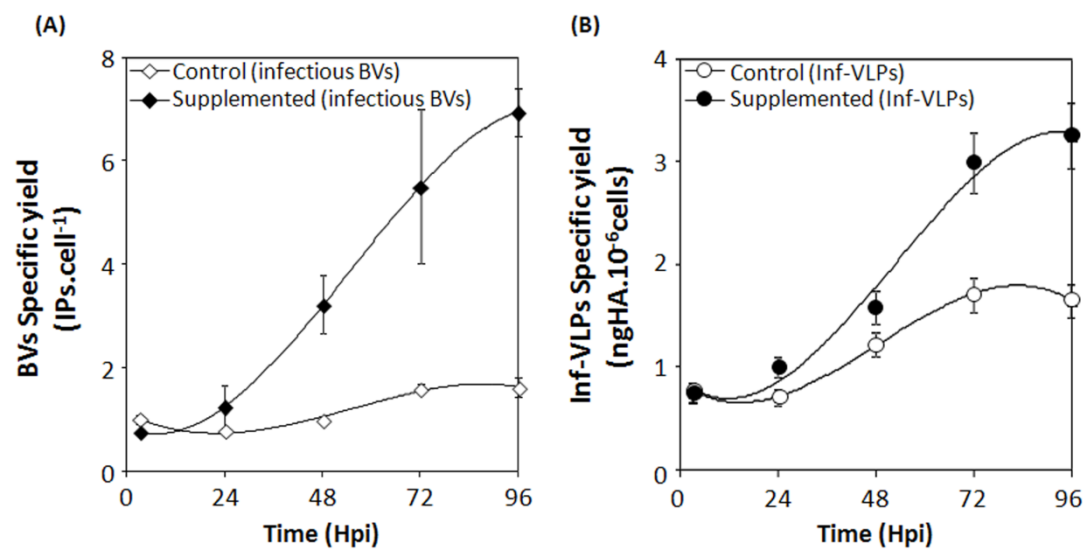 (A)
8
6
4
2
0
Control (infectious BVs)
Supplemented (infectious BVs)
BVs Specific yield
(IPs.cell⁻¹)
0 24 48 72 96
Time (Hpi)
(B)
4
3
2
1
0
Control (Inf-VLPs)
Supplemented (Inf-VLPs)
Inf-VLPs Specific yield
(ngHA.10⁻⁶cells)
0 24 48 72 96
Time (Hpi)